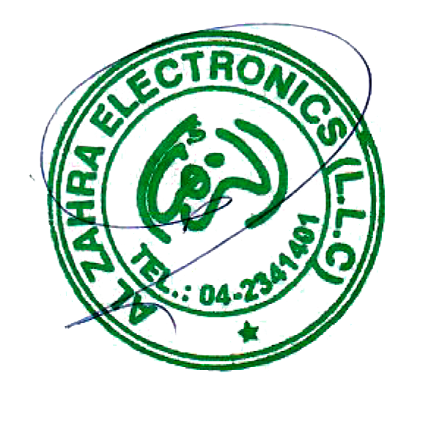 AL ZAHRA ELECTRONICS (L.L.C)
TEL.: 04-2341401